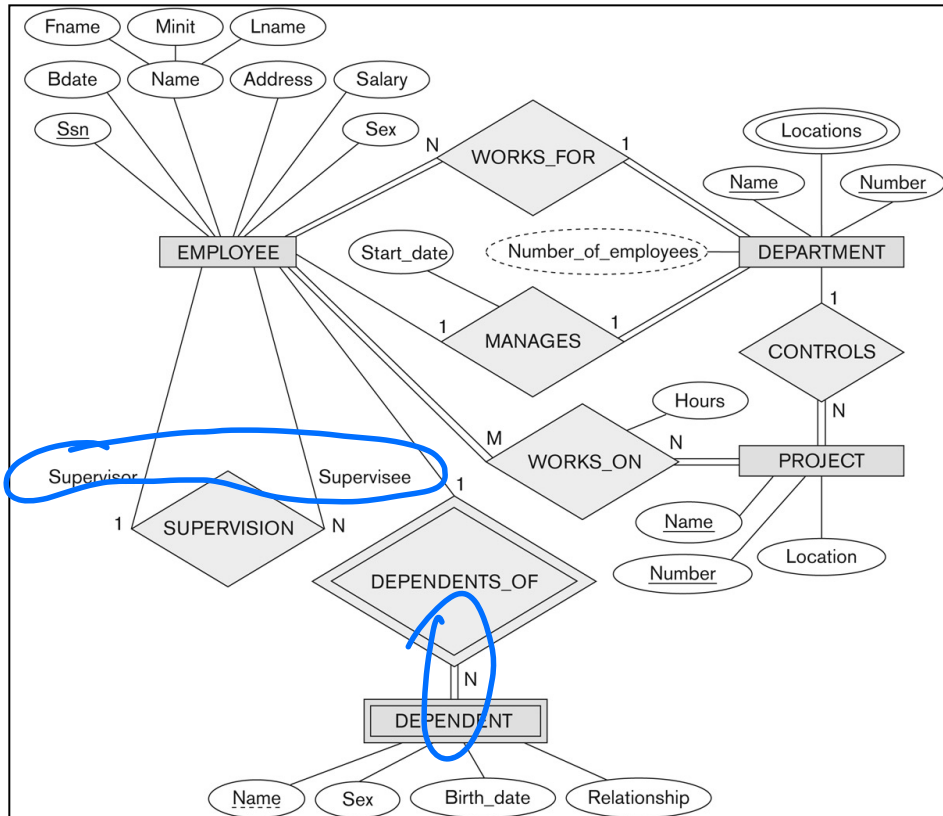 Fname Minit Lname
Bdate Name Address Salary
Ssn Sex
N WORKS_FOR 1 Locations
Name Number
EMPLOYEE Start_date Number_of_employees DEPARTMENT
1 MANAGES 1 1
CONTROLS
Hours N
M WORKS_ON N PROJECT
Supervisor Supervisee 1
1 SUPERVISION N Name
Location
DEPENDENTS_OF Number
N
DEPENDENT
Name Sex Birth_date Relationship